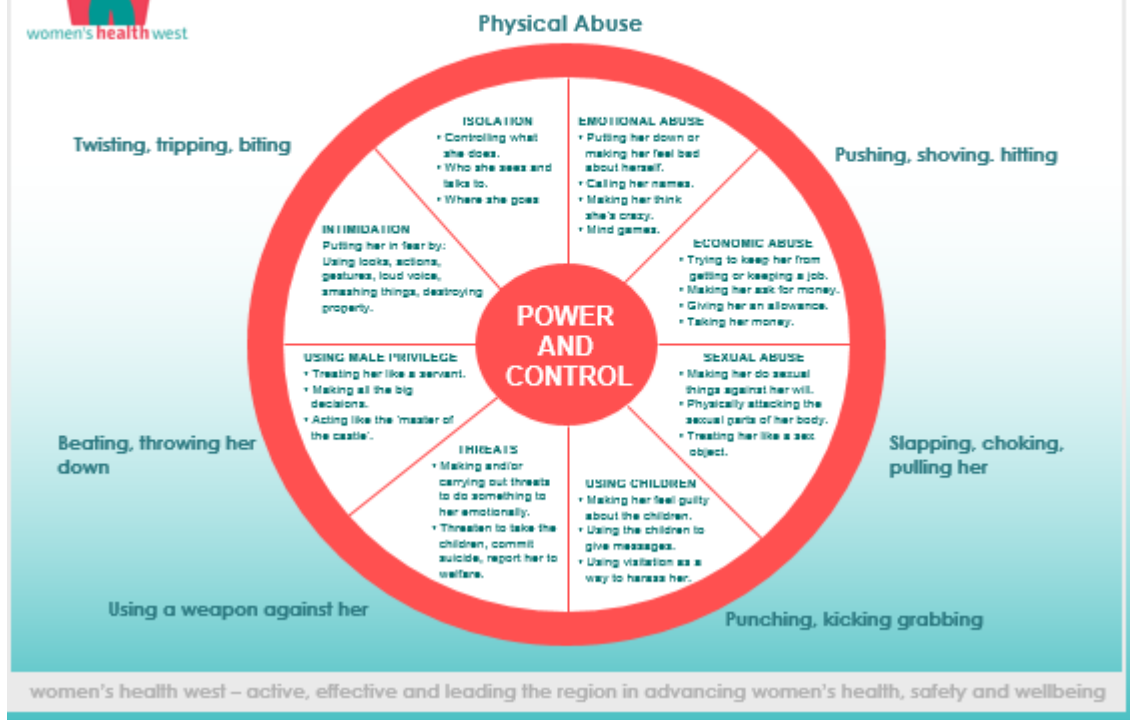 women's health west
Physical Abuse
Twisting, tripping, biting
Pushing, shoving. hitting
ISOLATION
• Controlling what
she does.
• Who she sees and
talks to.
• Where she goes
EMOTIONAL ABUSE
• Putting her down or
making her feel bad
about herself.
• Calling her names.
• Making her think
she's crazy.
• Mind games.
INTIMIDATION
Putting her in fear by:
Using looks, actions,
gestures, loud voice,
smashing things, destroying
property.
ECONOMIC ABUSE
• Trying to keep her from
getting or keeping a job.
• Making her ask for money.
• Giving her an allowance.
• Taking her money.
POWER
AND
CONTROL
USING MALE PRIVILEGE
• Treating her like a servant.
• Making all the big
decisions.
• Acting like the 'master of
the castle'.
SEXUAL ABUSE
• Making her do sexual
things against her will.
• Physically attacking the
sexual parts of her body.
• Treating her like a sex
object.
Beating, throwing her
down
Slapping, choking,
pulling her
THREATS
• Making and/or
carrying out threats
to do something to
her emotionally.
• Threaten to take the
children, commit
suicide, report her to
welfare.
USING CHILDREN
• Making her feel guilty
about the children.
• Using the children to
give messages.
• Using visitation as a
way to harass her.
Using a weapon against her
Punching, kicking grabbing
women's health west – active, effective and leading the region in advancing women's health, safety and wellbeing